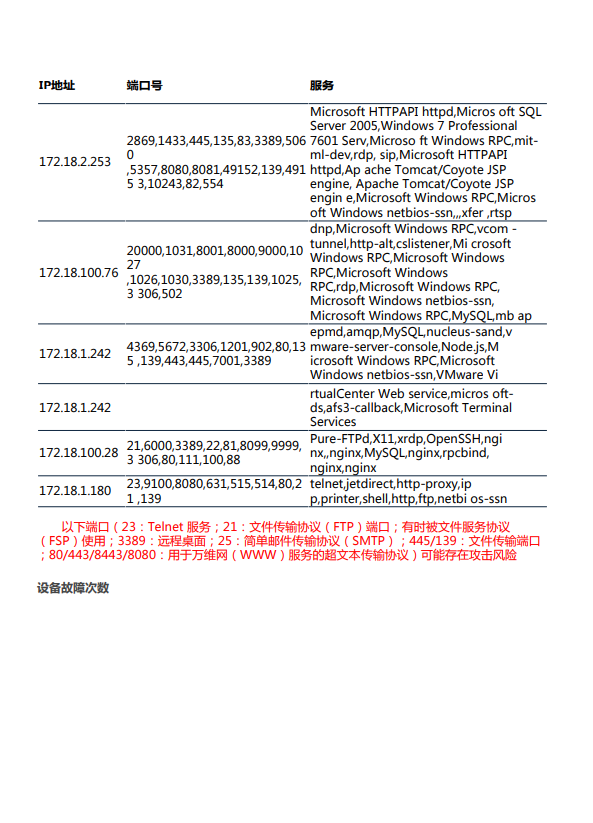 IP地址 端口号 服务
Microsoft HTTPAPI httpd,Micros oft SQL
Server 2005,Windows 7 Professional
2869,1433,445,135,83,3389,506 7601 Serv,Microso ft Windows RPC,mit-
0 ml-dev,rdp, sip,Microsoft HTTPAPI
172.18.2.253 ,5357,8080,8081,49152,139,491 httpd,Ap ache Tomcat/Coyote JSP
5 3,10243,82,554 engine, Apache Tomcat/Coyote JSP
engin e,Microsoft Windows RPC,Micros
oft Windows netbios-ssn,,,xfer ,rtsp
dnp,Microsoft Windows RPC,vcom -
20000,1031,8001,8000,9000,10 tunnel,http-alt,cslistener,Mi crosoft
27 Windows RPC,Microsoft Windows
172.18.100.76 ,1026,1030,3389,135,139,1025, RPC,Microsoft Windows
3 306,502 RPC,rdp,Microsoft Windows RPC,
Microsoft Windows netbios-ssn,
Microsoft Windows RPC,MySQL,mb ap
epmd,amqp,MySQL,nucleus-sand,v
172.18.1.242 4369,5672,3306,1201,902,80,13 mware-server-console,Node.js,M
5 ,139,443,445,7001,3389 icrosoft Windows RPC,Microsoft
Windows netbios-ssn,VMware Vi
rtualCenter Web service,micros oft-
172.18.1.242 ds,afs3-callback,Microsoft Terminal
Services
Pure-FTPd,X11,xrdp,OpenSSH,ngi
172.18.100.28 21,6000,3389,22,81,8099,9999, nx,,nginx,MySQL,nginx,rpcbind,
3 306,80,111,100,88 nginx,nginx
172.18.1.180 23,9100,8080,631,515,514,80,2 telnet,jetdirect,http-proxy,ip
1 ,139 p,printer,shell,http,ftp,netbi os-ssn
以下端口（23：Telnet 服务；21：文件传输协议（FTP）端口；有时被文件服务协议
（FSP）使用；3389：远程桌面；25：简单邮件传输协议（SMTP）；445/139：文件传输端口
；80/443/8443/8080：用于万维网（WWW）服务的超文本传输协议）可能存在攻击风险
设备故障次数